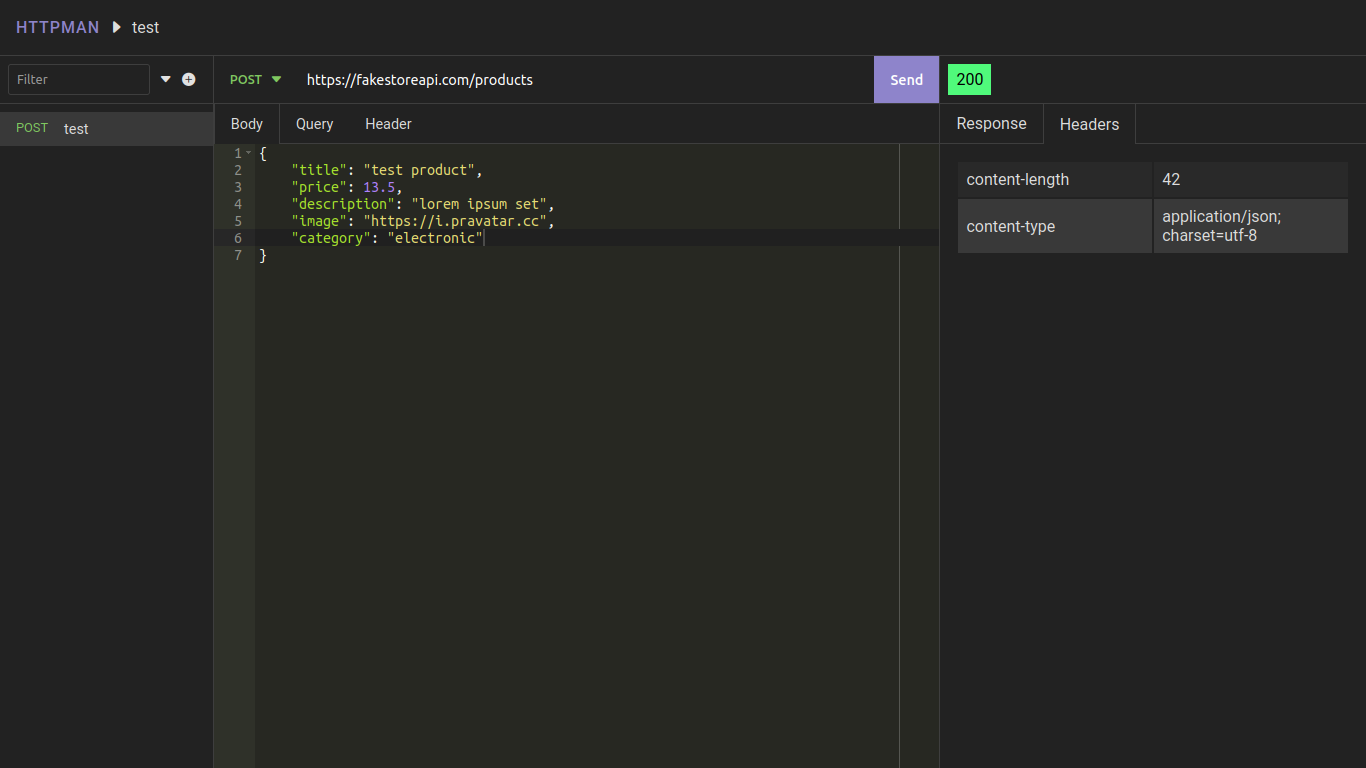 HTTPMAN test
Filter
POST https://fakestoreapi.com/products Send
200
POST test
Body Query Header
Response Headers
1 {
2 "title": "test product",
3 "price": 13.5,
4 "description": "lorem ipsum set",
5 "image": "https://i.pravatar.cc",
6 "category": "electronic"
7 }
content-length 42
content-type application/json;
charset=utf-8